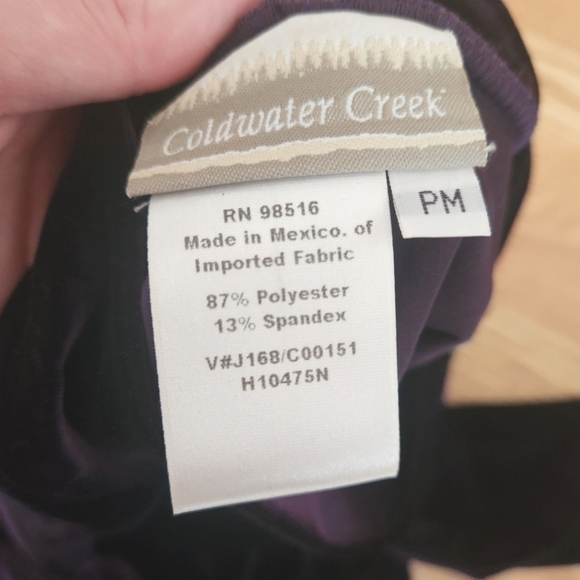 Coldwater Creek
PM
RN 98516
Made in Mexico. of
Imported Fabric
87% Polyester
13% Spandex
V#J168/C00151
H10475N